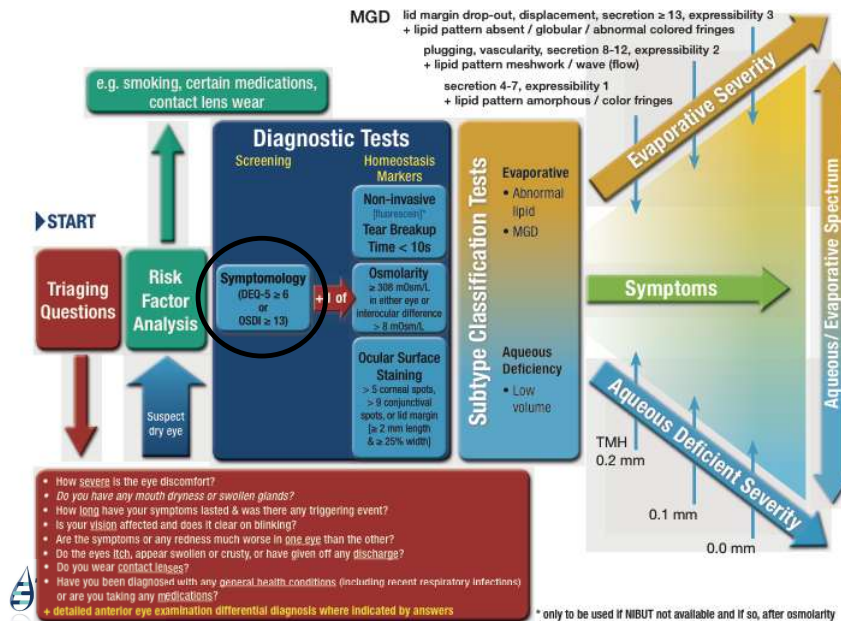 MGD lid margin drop-out, displacement, secretion ≥ 13, expressibility 3
+ lipid pattern absent / globular / abnormal colored fringes
plugging, vascularity, secretion 8-12, expressibility 2
+ lipid pattern meshwork / wave (flow)
secretion 4-7, expressibility 1
+ lipid pattern amorphous / color fringes
e.g. smoking, certain medications,
contact lens wear
START
Triaging
Questions
Risk
Factor
Analysis
Suspect
dry eye
Diagnostic Tests
Screening
Homeostasis
Markers
Symptomology
(DEQ-5 ≥ 6
or
OSDI ≥ 13)
+1 of
Non-invasive
[fluorescein]*
Tear Breakup
Time < 10s
Osmolarity
≥ 308 mOsm/L
in either eye or
interocular difference
> 8 mOsm/L
Ocular Surface
Staining
> 5 corneal spots,
> 9 conjunctival
spots, or lid margin
[≥ 2 mm length
& ≥ 25% width]
Subtype Classification Tests
Evaporative
• Abnormal
lipid
• MGD
Aqueous
Deficiency
• Low
volume
Evaporative Severity
Symptoms
Aqueous Deficient Severity
Aqueous/ Evaporative Spectrum
TMH
0.2 mm
0.1 mm
0.0 mm
• How severe is the eye discomfort?
• Do you have any mouth dryness or swollen glands?
• How long have your symptoms lasted & was there any triggering event?
• Is your vision affected and does it clear on blinking?
• Are the symptoms or any redness much worse in one eye than the other?
• Do the eyes itch, appear swollen or crusty, or have given off any discharge?
• Do you wear contact lenses?
• Have you been diagnosed with any general health conditions (including recent respiratory infections)
or are you taking any medications?
+ detailed anterior eye examination differential diagnosis where indicated by answers
* only to be used if NIBUT not available and if so, after osmolarity